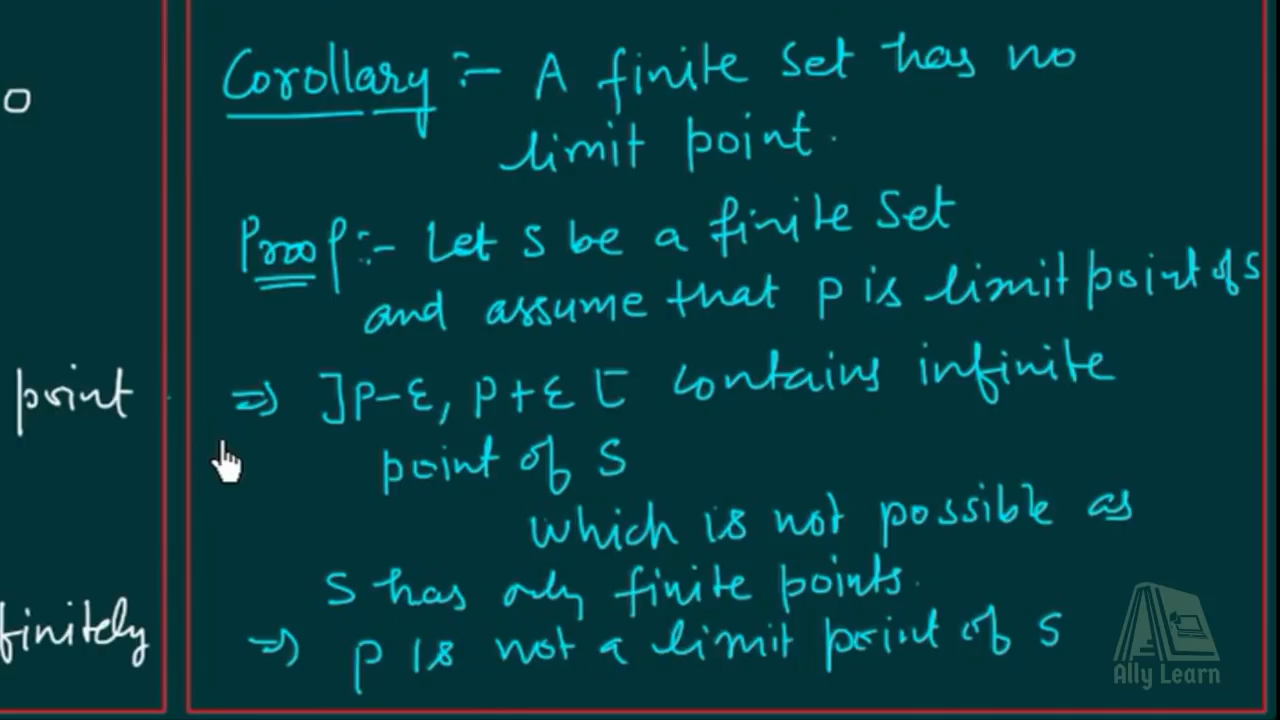 o
point
finitely
Corollary :- A finite set has no
limit point.
Proof :- Let S be a finite Set
and assume that p is limit point of S
⇒ ]p-ε, p+ε[ contains infinite
point of S
which is not possible as
S has only finite points.
⇒ p is not a limit point of S
Ally Learn